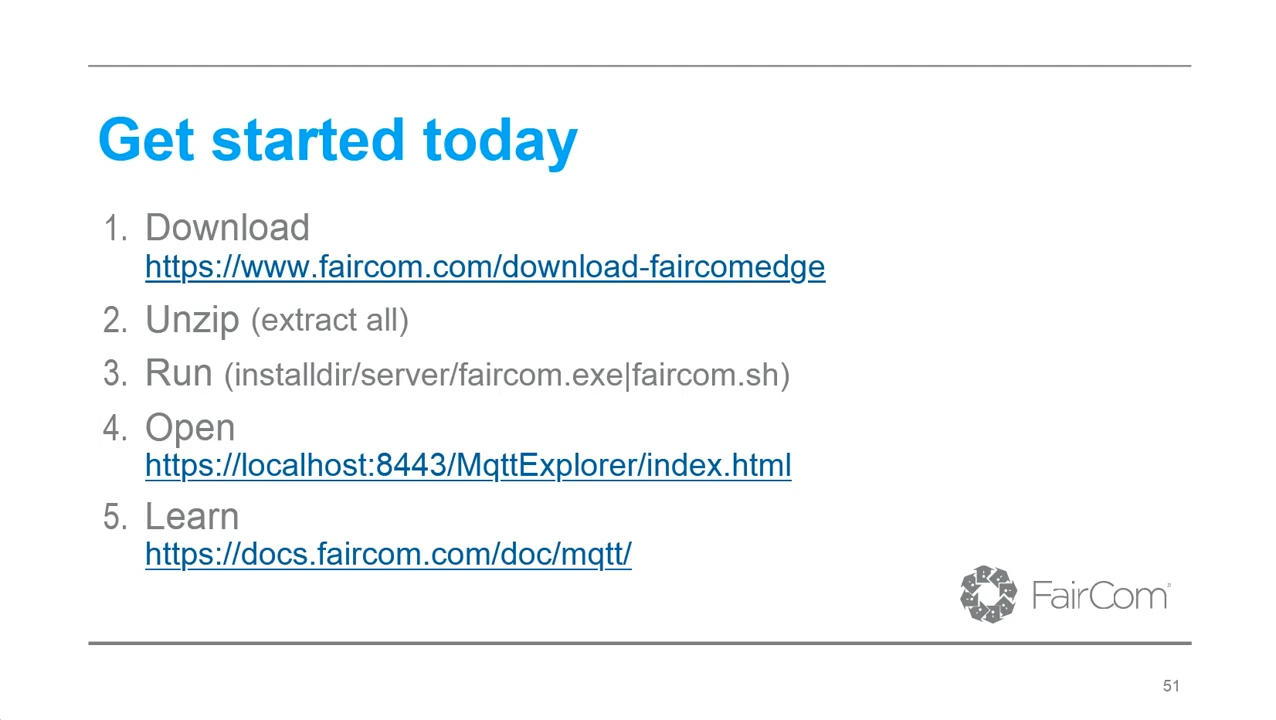 Get started today
1. Download
https://www.faircom.com/download-faircomedge
2. Unzip (extract all)
3. Run (installdir/server/faircom.exe|faircom.sh)
4. Open
https://localhost:8443/MqttExplorer/index.html
5. Learn
https://docs.faircom.com/doc/mqtt/
FairCom
51